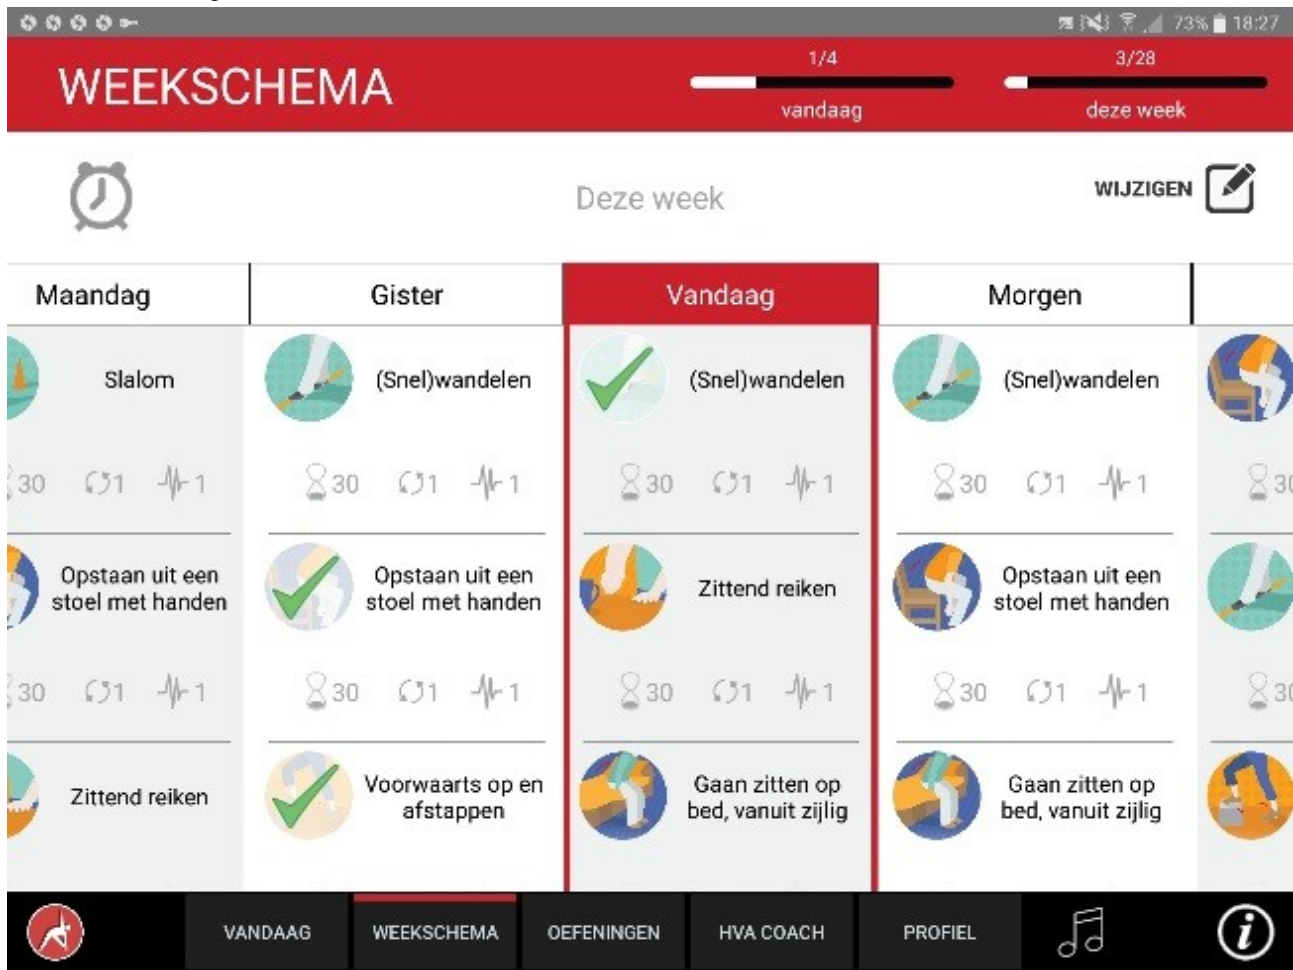 73% 18:27
WEEKSCHEMA
1/4
vandaag
3/28
deze week
Deze week
WIJZIGEN
Maandag
Gister
Vandaag
Morgen
Slalom
(Snel)wandelen
(Snel)wandelen
(Snel)wandelen
30 1 1
30 1 1
30 1 1
30 1 1
30
Opstaan uit een
stoel met handen
Opstaan uit een
stoel met handen
Zittend reiken
Opstaan uit een
stoel met handen
30 1 1
30 1 1
30 1 1
30 1 1
30
Zittend reiken
Voorwaarts op en
afstappen
Gaan zitten op
bed, vanuit zijlig
Gaan zitten op
bed, vanuit zijlig
VANDAAG
WEEKSCHEMA
OEFENINGEN
HVA COACH
PROFIEL
i